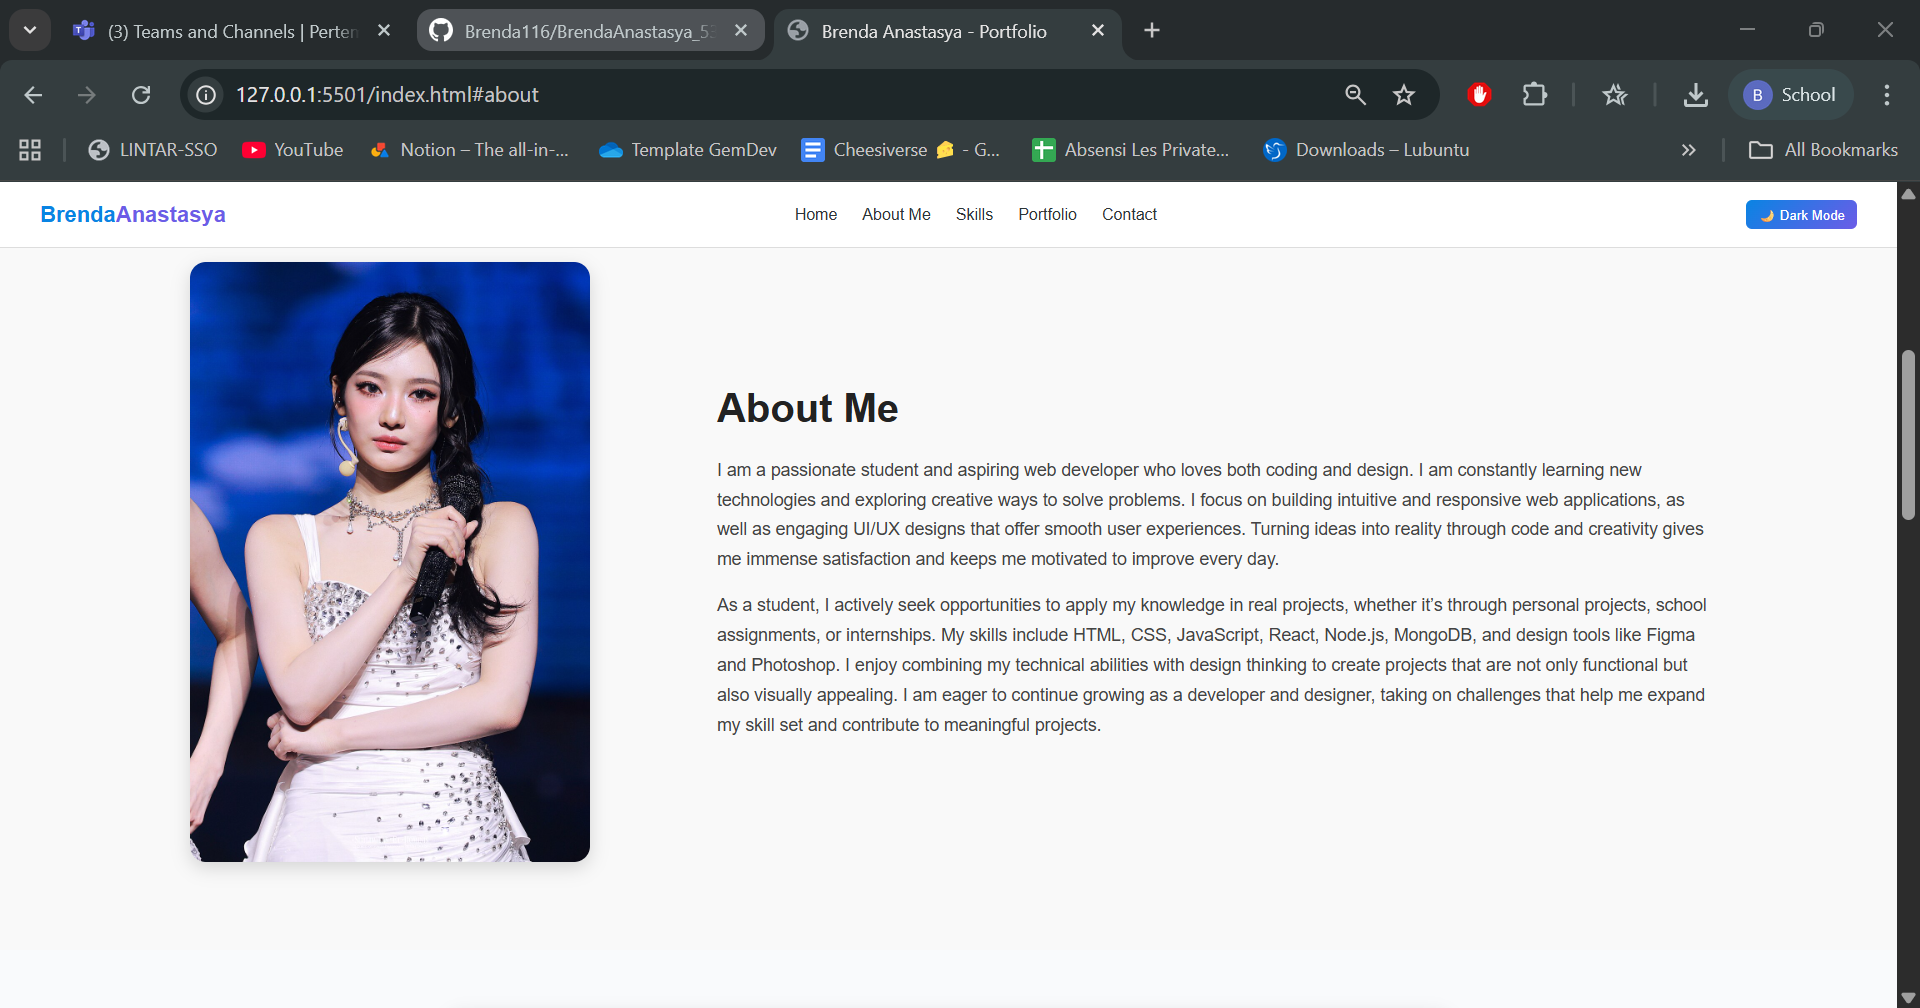 (3) Teams and Channels | Perten
Brenda116/BrendaAnastasya_53
Brenda Anastasya - Portfolio
127.0.0.1:5501/index.html#about
B School
LINTAR-SSO
YouTube
Notion – The all-in-...
Template GemDev
Cheesiverse 🧀 - G...
Absensi Les Private...
Downloads – Lubuntu
All Bookmarks
BrendaAnastasya
Home
About Me
Skills
Portfolio
Contact
🌙 Dark Mode
About Me
I am a passionate student and aspiring web developer who loves both coding and design. I am constantly learning new
technologies and exploring creative ways to solve problems. I focus on building intuitive and responsive web applications, as
well as engaging UI/UX designs that offer smooth user experiences. Turning ideas into reality through code and creativity gives
me immense satisfaction and keeps me motivated to improve every day.
As a student, I actively seek opportunities to apply my knowledge in real projects, whether it’s through personal projects, school
assignments, or internships. My skills include HTML, CSS, JavaScript, React, Node.js, MongoDB, and design tools like Figma
and Photoshop. I enjoy combining my technical abilities with design thinking to create projects that are not only functional but
also visually appealing. I am eager to continue growing as a developer and designer, taking on challenges that help me expand
my skill set and contribute to meaningful projects.